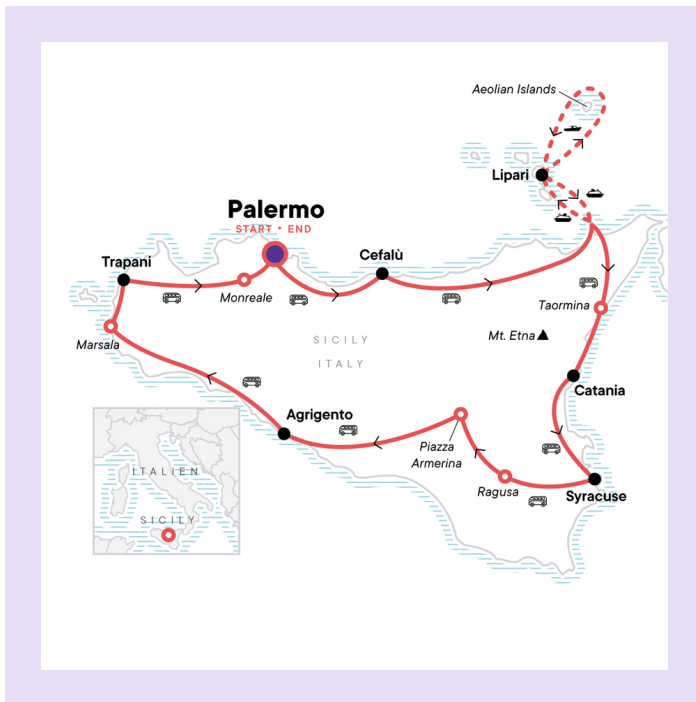 Aeolian Islands
Lipari
Palermo
START • END
Cefalù
Trapani
Monreale
Taormina
Marsala
SICILY
ITALY
Mt. Etna
Catania
Agrigento
Piazza
Armerina
Ragusa
Syracuse
ITALIEN
SICILY